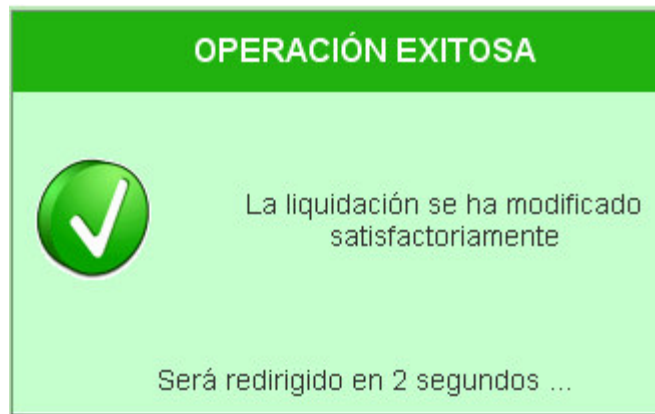 OPERACIÓN EXITOSA
La liquidación se ha modificado
satisfactoriamente
Será redirigido en 2 segundos ...